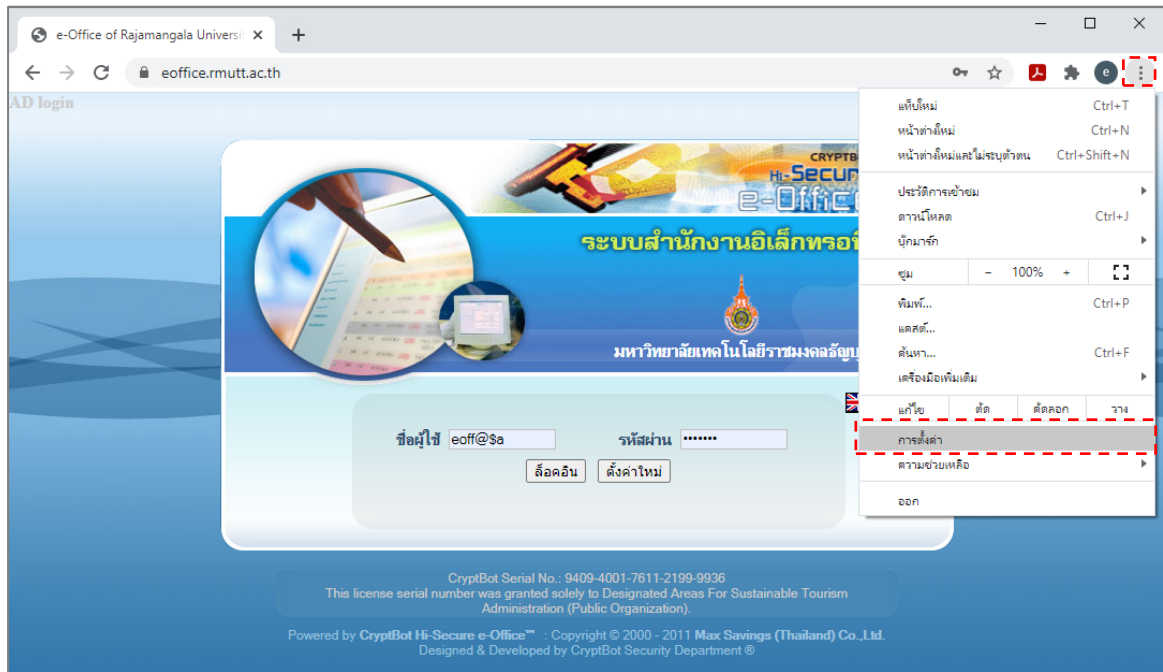 e-Office of Rajamangala Universi
eoffice.rmutt.ac.th
e
AD login
แท็บใหม่ Ctrl+T
หน้าต่างใหม่ Ctrl+N
หน้าต่างใหม่และไม่ระบุตัวตน Ctrl+Shift+N
ประวัติการเข้าชม
ดาวน์โหลด Ctrl+J
บุ๊กมาร์ก
ซูม - 100% +
พิมพ์... Ctrl+P
แคสต์...
ค้นหา... Ctrl+F
เครื่องมือเพิ่มเติม
แก้ไข ตัด คัดลอก วาง
การตั้งค่า
ความช่วยเหลือ
ออก
CRYPTB
Hi-Secur
e-Office
ระบบสำนักงานอิเล็กทรอนิ
มหาวิทยาลัยเทคโนโลยีราชมงคลธัญบ
ชื่อผู้ใช้ eoff@$a รหัสผ่าน •••••••
ล็อคอิน ตั้งค่าใหม่
CryptBot Serial No.: 9409-4001-7611-2199-9936
This license serial number was granted solely to Designated Areas For Sustainable Tourism
Administration (Public Organization).
Powered by CryptBot Hi-Secure e-Office™ : Copyright © 2000 - 2011 Max Savings (Thailand) Co.,Ltd.
Designed & Developed by CryptBot Security Department ®